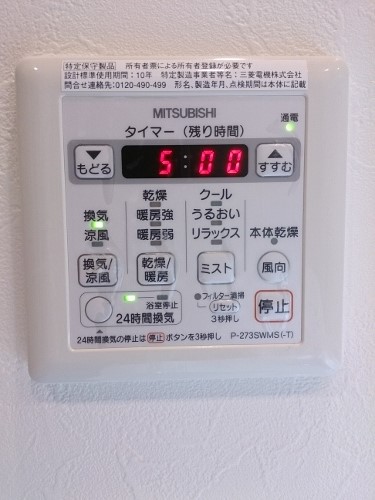 特定保守製品 所有者票による所有者登録が必要です
設計標準使用期間：10年 特定製造事業者等名：三菱電機株式会社
問合せ連絡先：0120-490-499 形名、製造年月、点検期間は本体に記載
MITSUBISHI
通電
タイマー（残り時間）
もどる
5:00
すすむ
乾燥 クール
換気 暖房強 うるおい
涼風 暖房弱 リラックス 本体乾燥
換気/涼風
乾燥/暖房
ミスト
風向
浴室停止
24時間換気
フィルター清掃
リセット
3秒押し
停止
24時間換気の停止は 停止 ボタンを3秒押し P-273SWMS(-T)